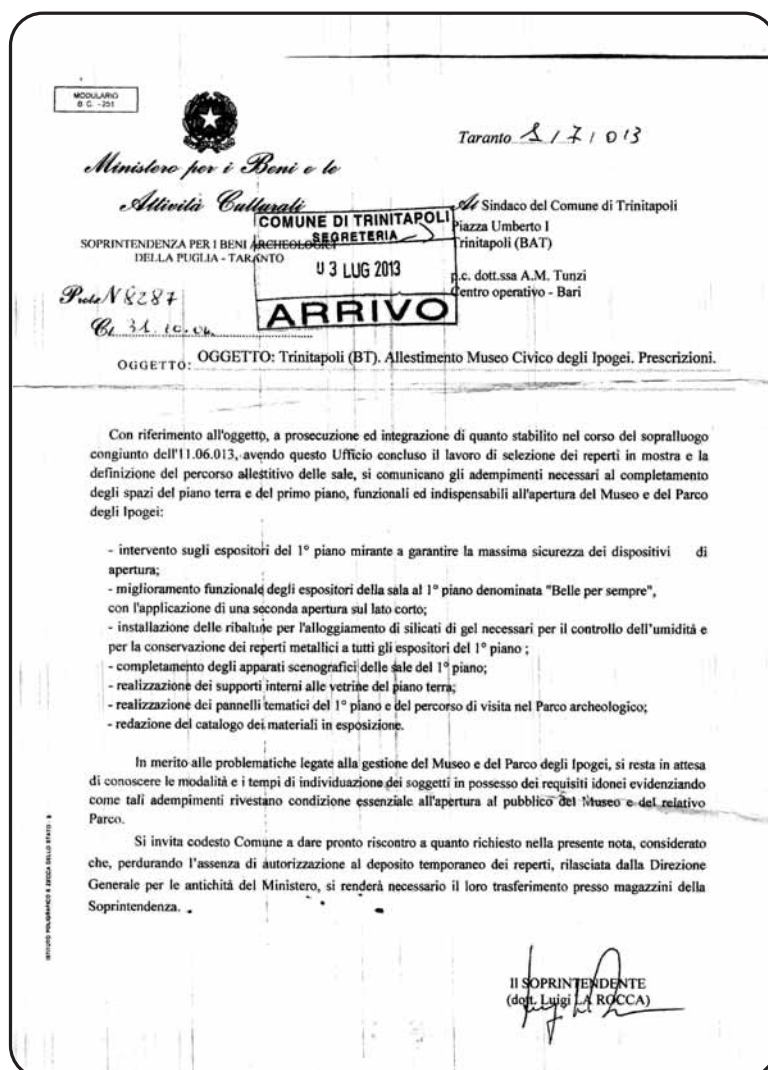 MODULARIO
B. C. - 251
Taranto 1/7/013
Ministero per i Beni e le
Attività Culturali
SOPRINTENDENZA PER I BENI ARCHEOLOGICI
DELLA PUGLIA - TARANTO
Prot. N 8287
Cl 31.10.04
COMUNE DI TRINITAPOLI
SEGRETERIA
03 LUG 2013
ARRIVO
Al Sindaco del Comune di Trinitapoli
Piazza Umberto I
Trinitapoli (BAT)
p.c. dott.ssa A.M. Tunzi
Centro operativo - Bari
OGGETTO: OGGETTO: Trinitapoli (BT). Allestimento Museo Civico degli Ipogei. Prescrizioni.
Con riferimento all'oggetto, a prosecuzione ed integrazione di quanto stabilito nel corso del sopralluogo
congiunto dell'11.06.013, avendo questo Ufficio concluso il lavoro di selezione dei reperti in mostra e la
definizione del percorso allestitivo delle sale, si comunicano gli adempimenti necessari al completamento
degli spazi del piano terra e del primo piano, funzionali ed indispensabili all'apertura del Museo e del Parco
degli Ipogei:
- intervento sugli espositori del 1° piano mirante a garantire la massima sicurezza dei dispositivi di
apertura;
- miglioramento funzionale degli espositori della sala al 1° piano denominata "Belle per sempre",
con l'applicazione di una seconda apertura sul lato corto;
- installazione delle ribaltine per l'alloggiamento di silicati di gel necessari per il controllo dell'umidità e
per la conservazione dei reperti metallici a tutti gli espositori del 1° piano ;
- completamento degli apparati scenografici delle sale del 1° piano;
- realizzazione dei supporti interni alle vetrine del piano terra;
- realizzazione dei pannelli tematici del 1° piano e del percorso di visita nel Parco archeologico;
- redazione del catalogo dei materiali in esposizione.
In merito alle problematiche legate alla gestione del Museo e del Parco degli Ipogei, si resta in attesa
di conoscere le modalità e i tempi di individuazione dei soggetti in possesso dei requisiti idonei evidenziando
come tali adempimenti rivestano condizione essenziale all'apertura al pubblico del Museo e del relativo
Parco.
Si invita codesto Comune a dare pronto riscontro a quanto richiesto nella presente nota, considerato
che, perdurando l'assenza di autorizzazione al deposito temporaneo dei reperti, rilasciata dalla Direzione
Generale per le antichità del Ministero, si renderà necessario il loro trasferimento presso magazzini della
Soprintendenza.
ISTITUTO POLIGRAFICO E ZECCA DELLO STATO - S
Il SOPRINTENDENTE
(dott. Luigi LA ROCCA)